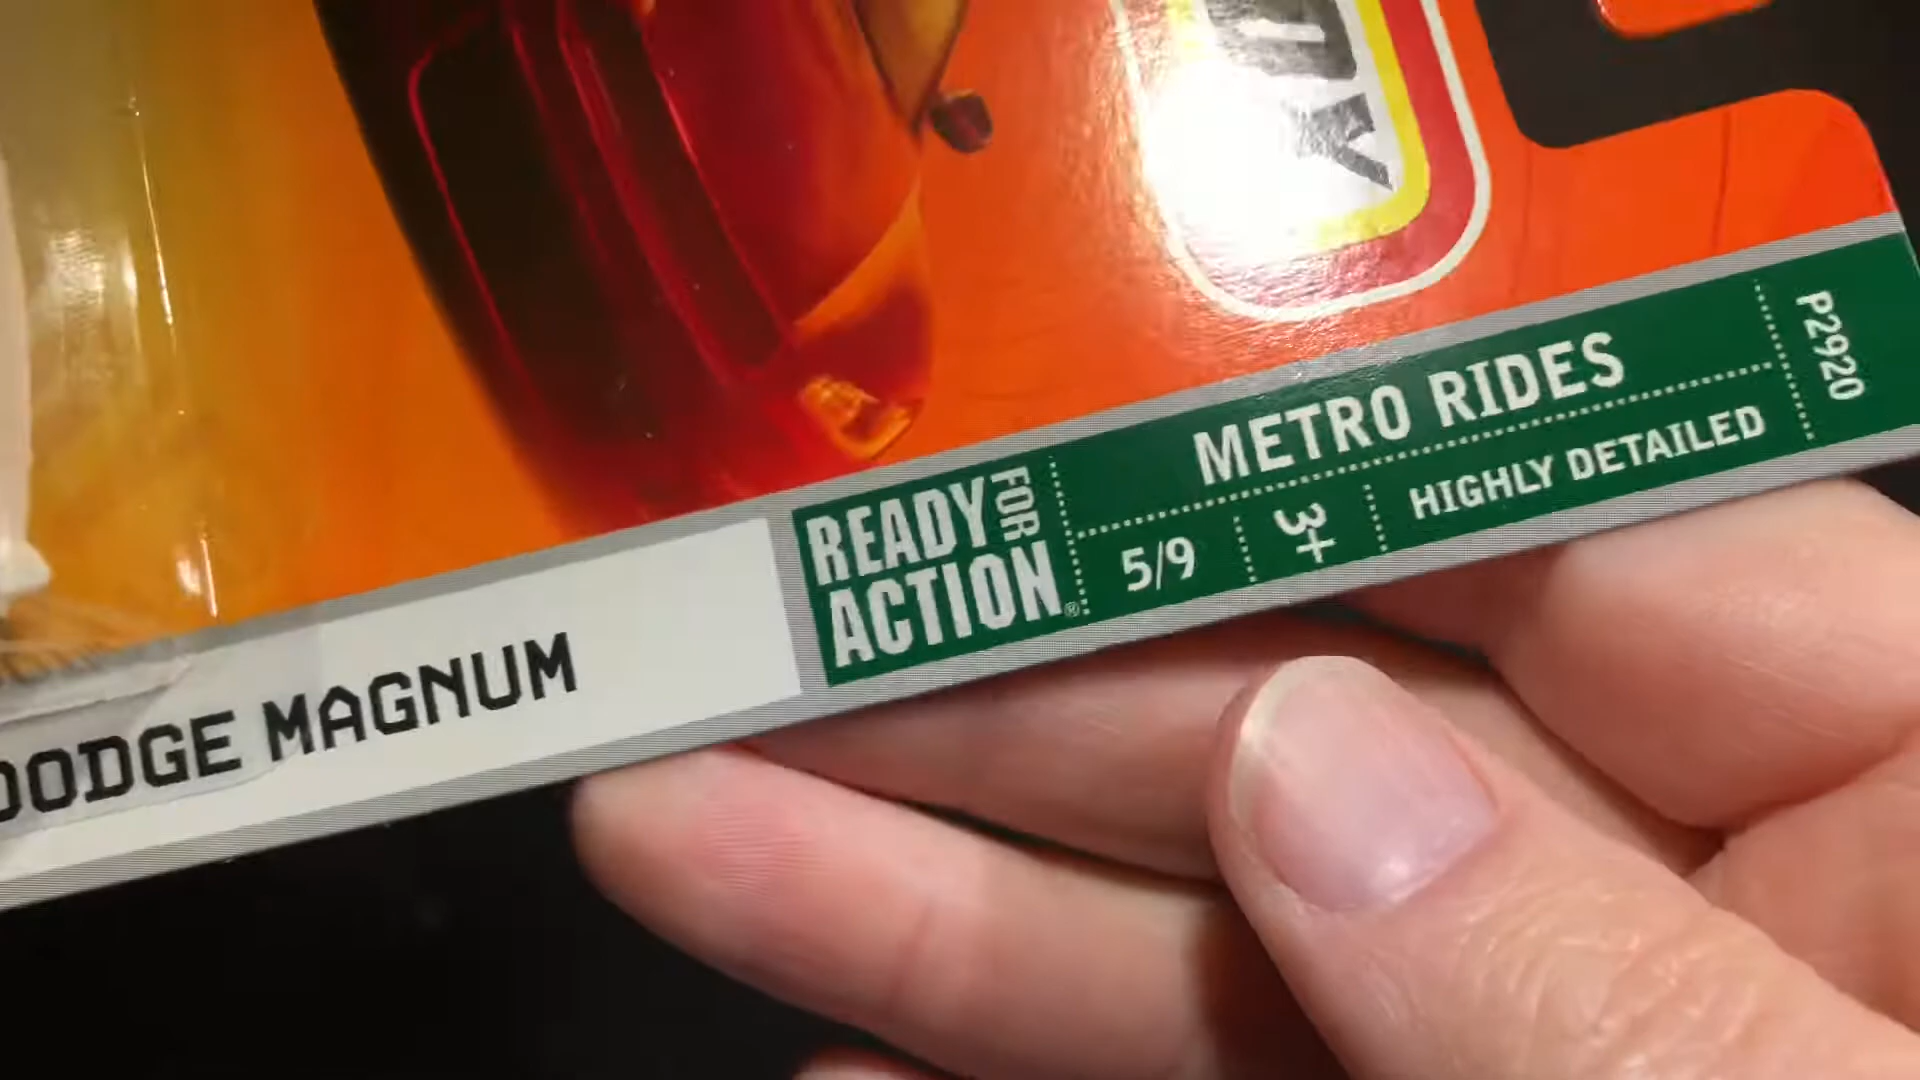 DODGE MAGNUM
READY FOR
ACTION®
METRO RIDES
5/9
3+
HIGHLY DETAILED
P2920